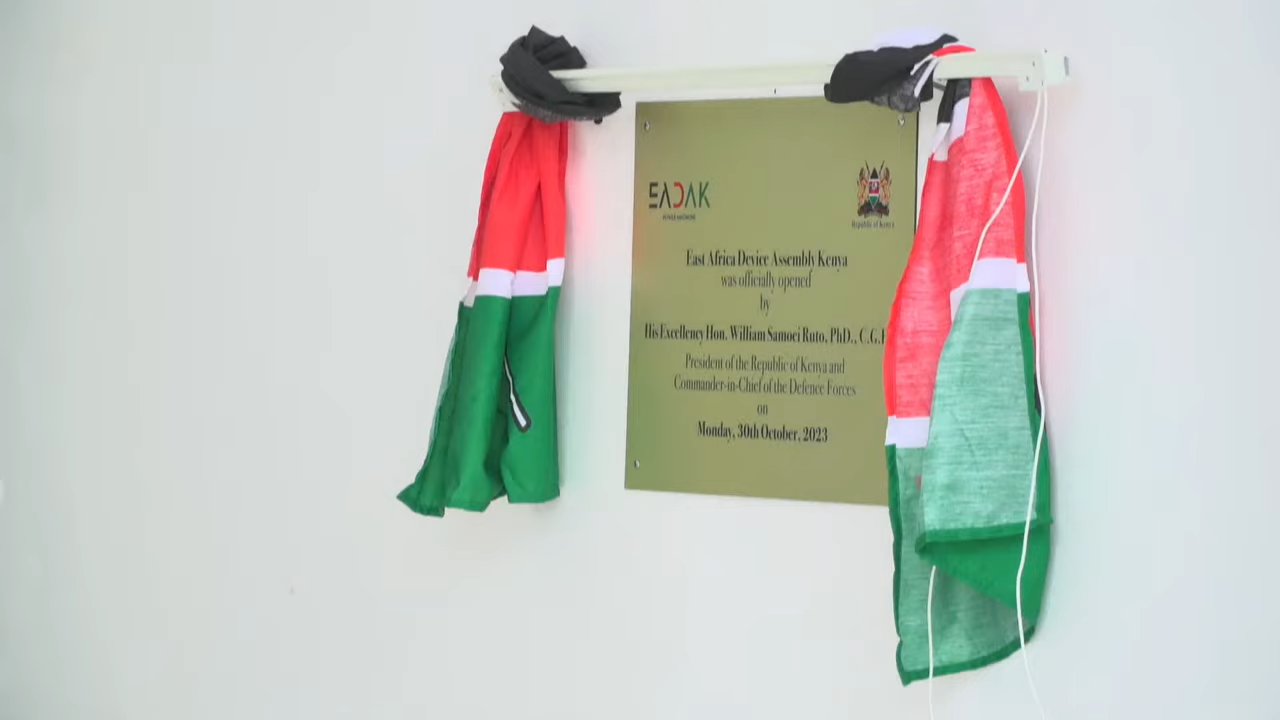 EADAK
Republic of Kenya
East Africa Device Assembly Kenya
was officially opened
by
His Excellency Hon. William Samoei Ruto, PhD., C.G.
President of the Republic of Kenya and
Commander-in-Chief of the Defence Forces
on
Monday, 30th October, 2023